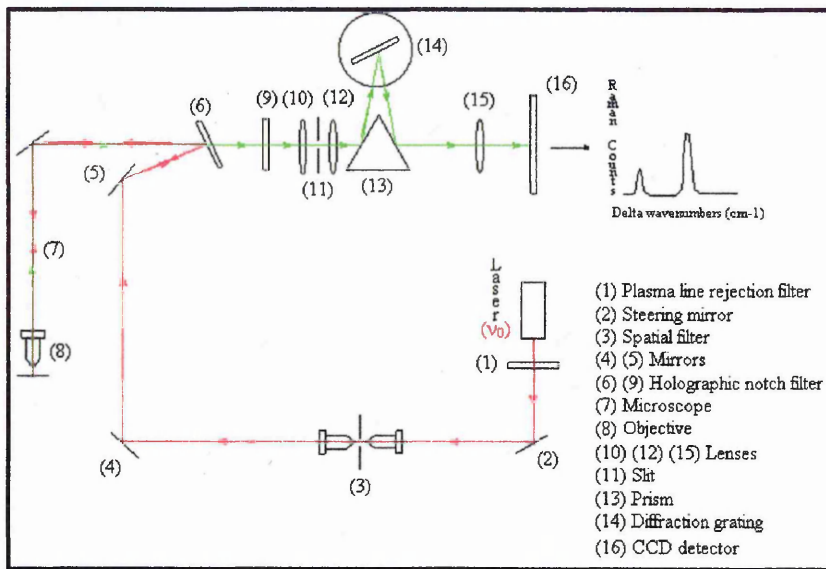 (14)
(6)
(9) (10)
(12)
(15)
(16)
Raman Counts
(5)
(11)
(13)
Delta wavenumbers (cm-1)
(7)
Laser
(ν0)
(1)
(8)
(4)
(3)
(2)
(1) Plasma line rejection filter
(2) Steering mirror
(3) Spatial filter
(4) (5) Mirrors
(6) (9) Holographic notch filter
(7) Microscope
(8) Objective
(10) (12) (15) Lenses
(11) Slit
(13) Prism
(14) Diffraction grating
(16) CCD detector